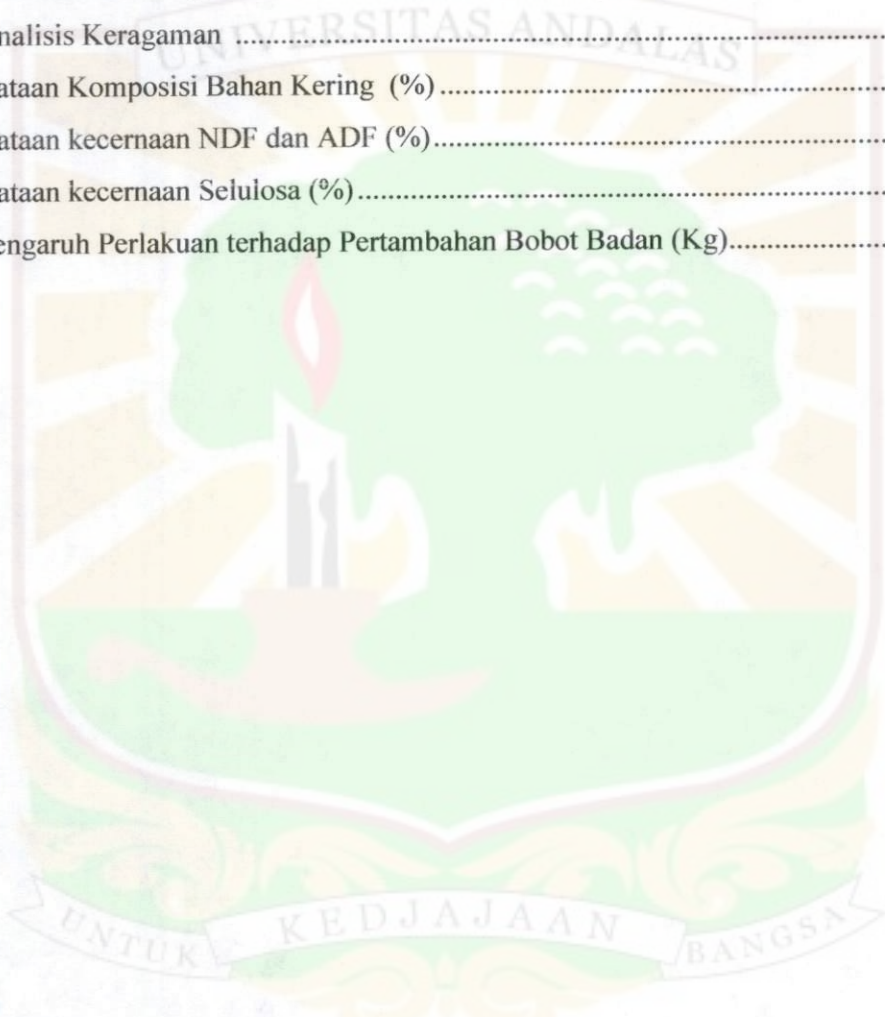 UNIVERSITAS ANDALAS
nalisis Keragaman ......................................................................
ataan Komposisi Bahan Kering (%) ................................................
ataan kecernaan NDF dan ADF (%)................................................
ataan kecernaan Selulosa (%)........................................................
engaruh Perlakuan terhadap Pertambahan Bobot Badan (Kg)....................
UNTUK KEDJAJAAN BANGSA